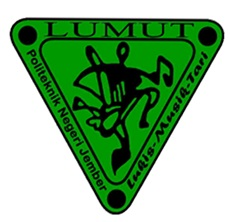 LUMUT
Politeknik Negeri Jember
Lukis-Musik-Tari